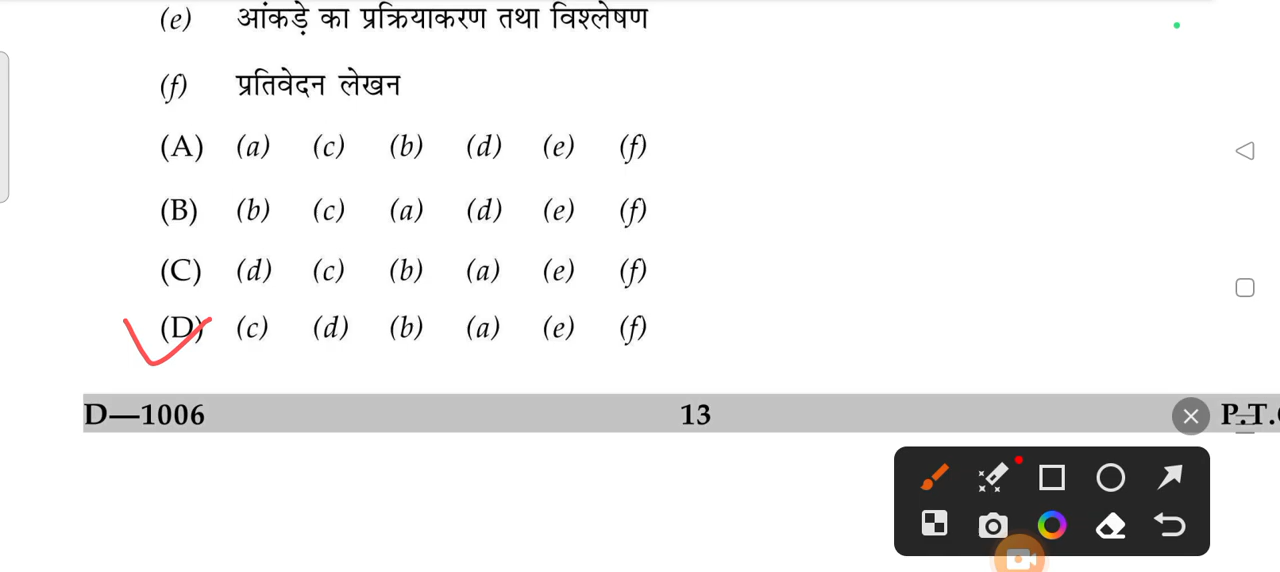 (e) आंकड़े का प्रक्रियाकरण तथा विश्लेषण
(f) प्रतिवेदन लेखन
(A) (a) (c) (b) (d) (e) (f)
(B) (b) (c) (a) (d) (e) (f)
(C) (d) (c) (b) (a) (e) (f)
(D) (c) (d) (b) (a) (e) (f)
D—1006 13 P.T.